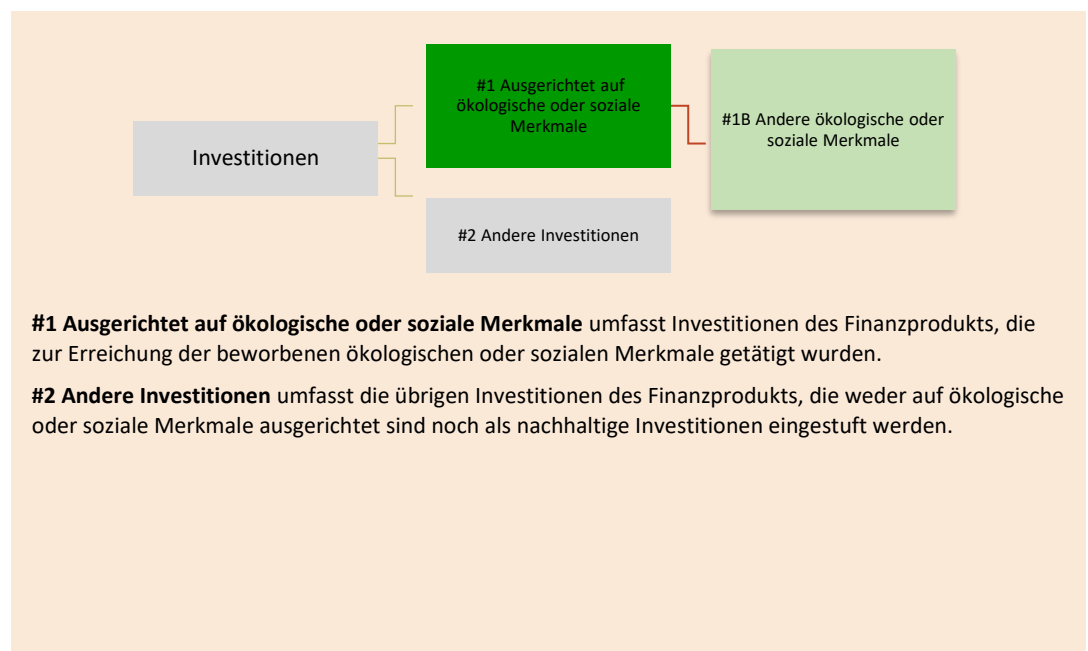 #1 Ausgerichtet auf
ökologische oder soziale
Merkmale
#1B Andere ökologische oder
soziale Merkmale
Investitionen
#2 Andere Investitionen
#1 Ausgerichtet auf ökologische oder soziale Merkmale umfasst Investitionen des Finanzprodukts, die
zur Erreichung der beworbenen ökologischen oder sozialen Merkmale getätigt wurden.
#2 Andere Investitionen umfasst die übrigen Investitionen des Finanzprodukts, die weder auf ökologische
oder soziale Merkmale ausgerichtet sind noch als nachhaltige Investitionen eingestuft werden.